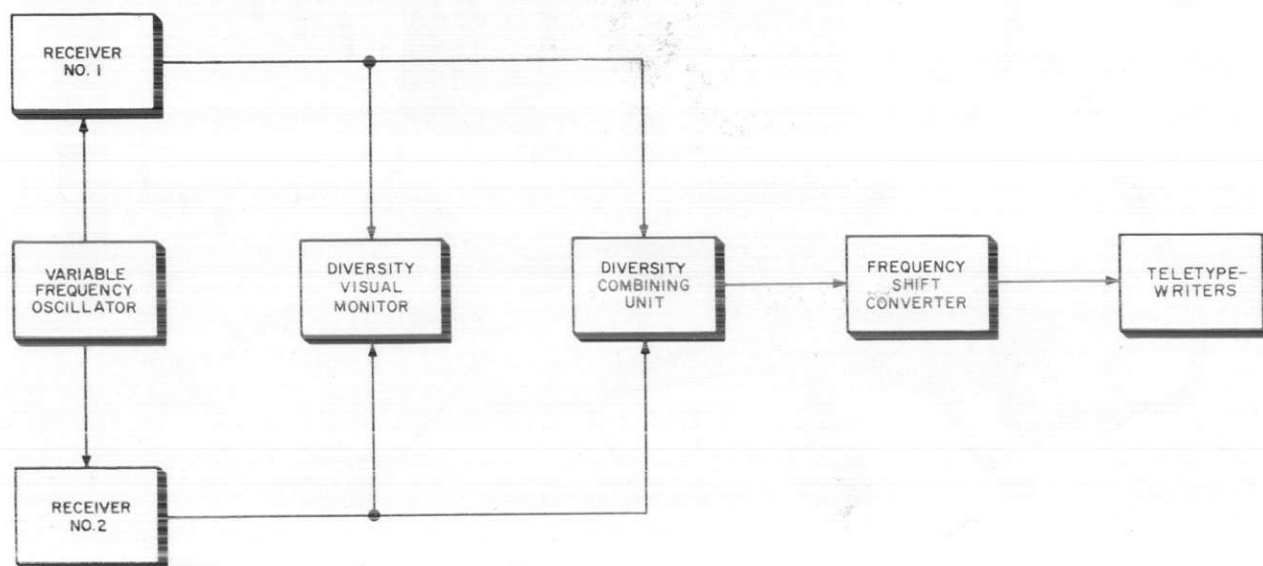 RECEIVER
NO. 1
VARIABLE
FREQUENCY
OSCILLATOR
DIVERSITY
VISUAL
MONITOR
DIVERSITY
COMBINING
UNIT
FREQUENCY
SHIFT
CONVERTER
TELETYPE-
WRITERS
RECEIVER
NO. 2